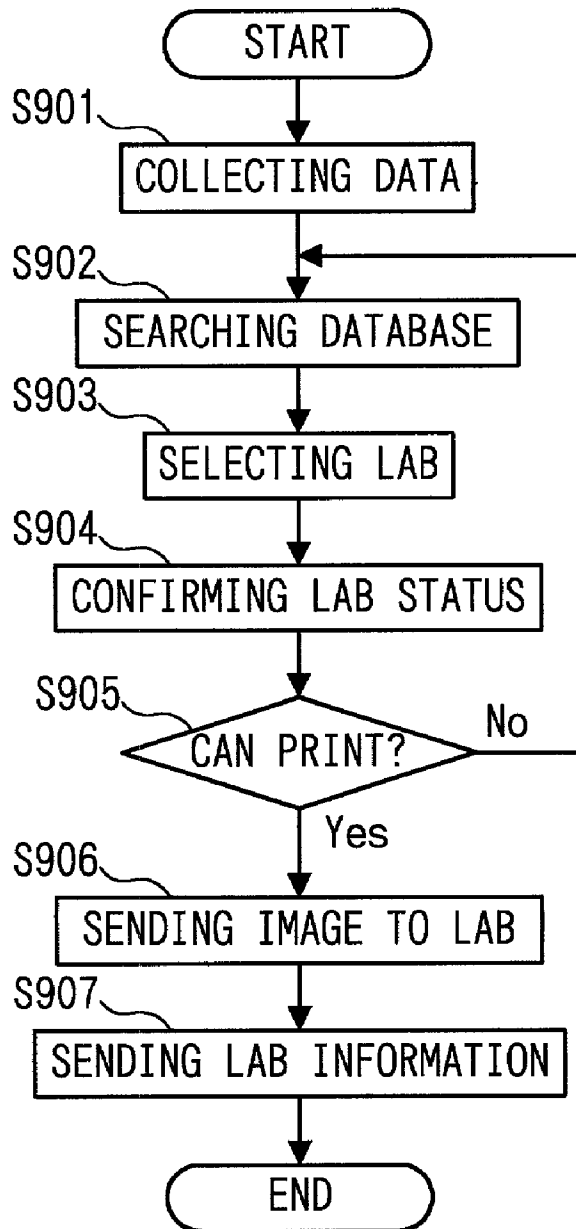 START
S901
COLLECTING DATA
S902
SEARCHING DATABASE
S903
SELECTING LAB
S904
CONFIRMING LAB STATUS
S905
CAN PRINT?
No
Yes
S906
SENDING IMAGE TO LAB
S907
SENDING LAB INFORMATION
END